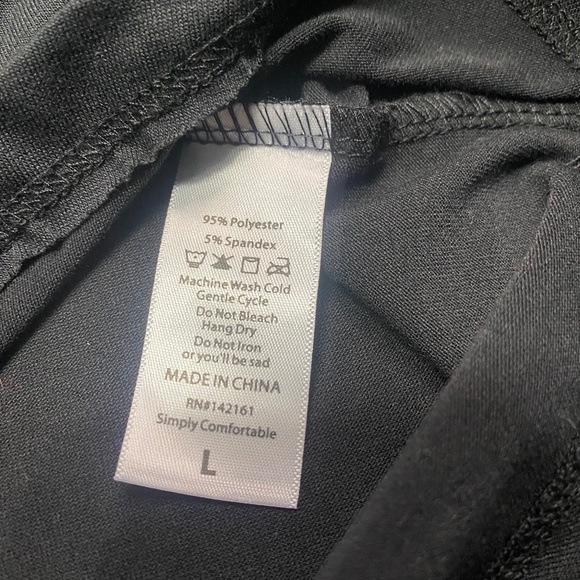 95% Polyester
5% Spandex
Machine Wash Cold
Gentle Cycle
Do Not Bleach
Hang Dry
Do Not Iron
or you'll be sad
MADE IN CHINA
RN#142161
Simply Comfortable
L